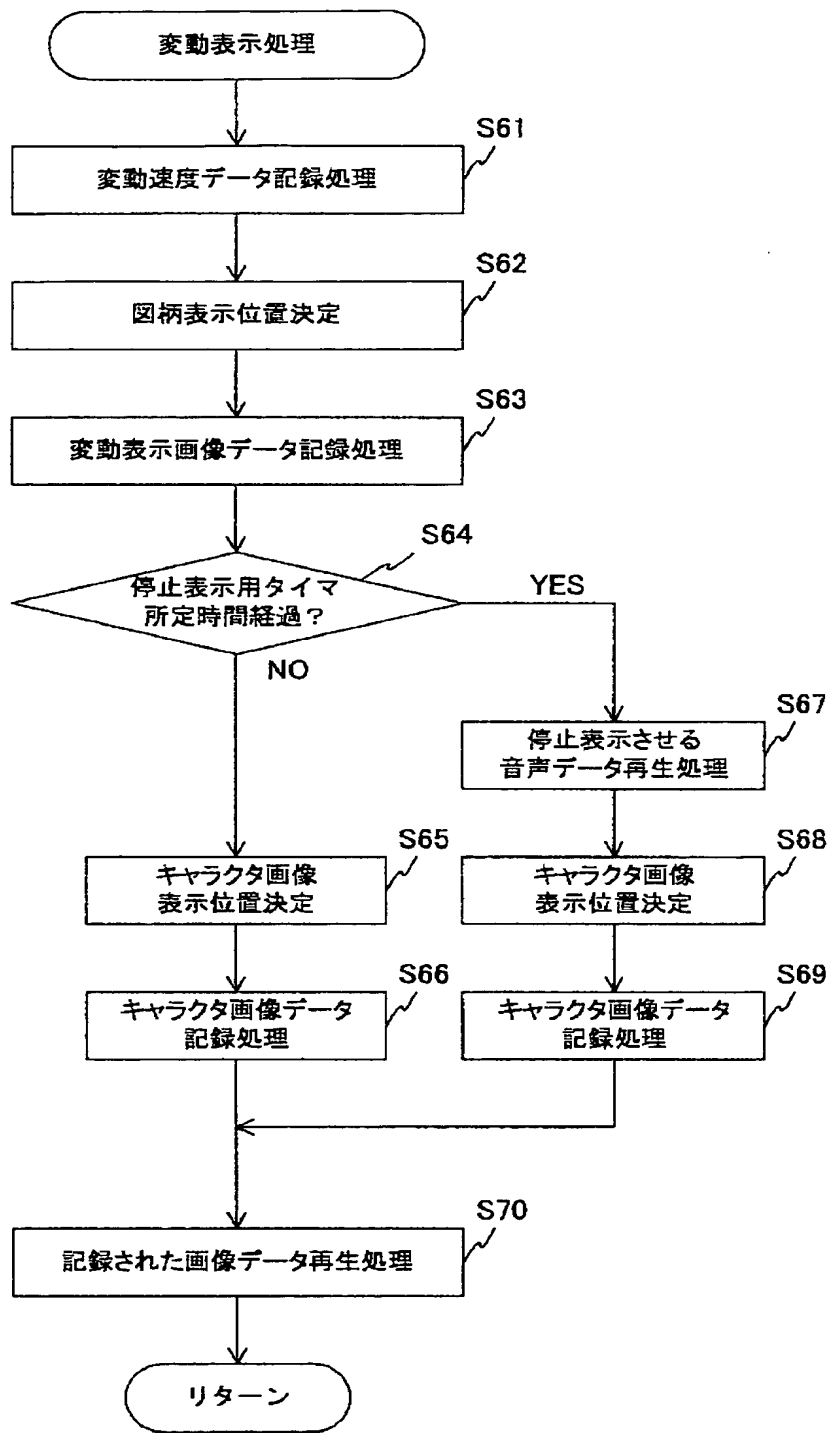 変動表示処理
S61
変動速度データ記録処理
S62
図柄表示位置決定
S63
変動表示画像データ記録処理
S64
停止表示用タイマ
所定時間経過？
YES
NO
S67
停止表示させる
音声データ再生処理
S65
キャラクタ画像
表示位置決定
S68
キャラクタ画像
表示位置決定
S66
キャラクタ画像データ
記録処理
S69
キャラクタ画像データ
記録処理
S70
記録された画像データ再生処理
リターン